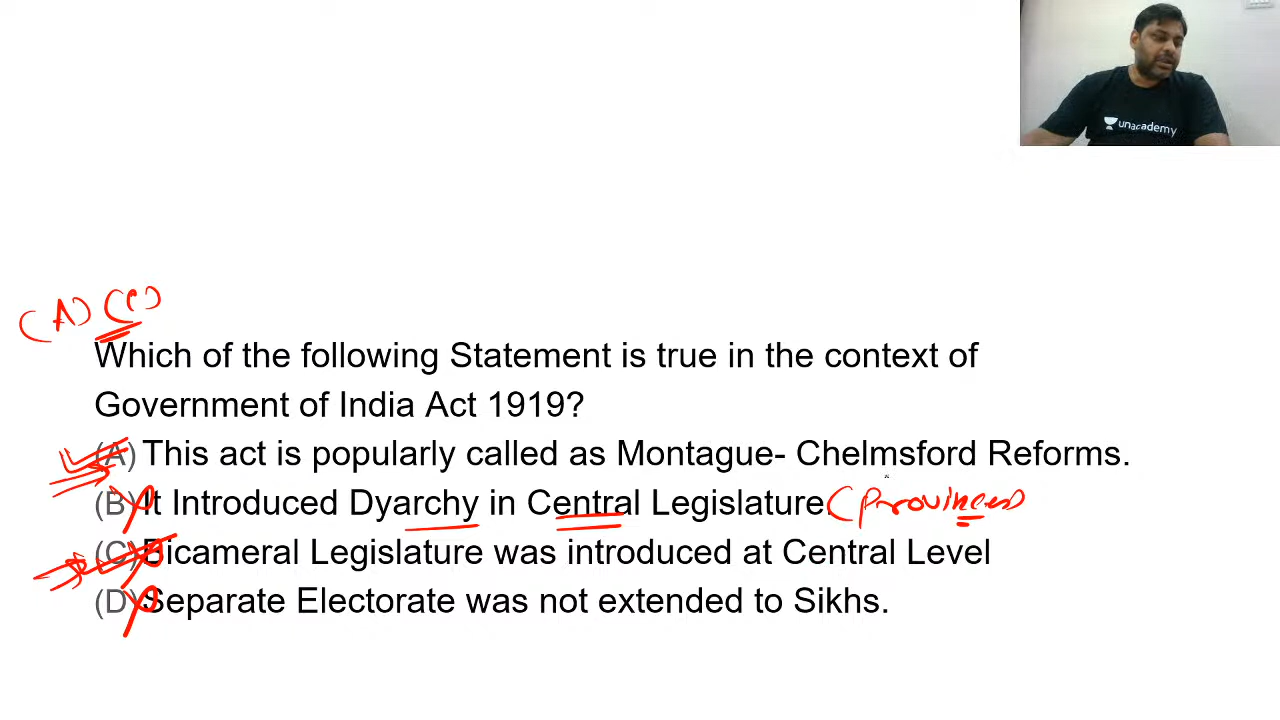 unacademy
(A) (C)
Which of the following Statement is true in the context of
Government of India Act 1919?
(A) This act is popularly called as Montague- Chelmsford Reforms.
(B) It Introduced Dyarchy in Central Legislature. (Provinces)
(C) Bicameral Legislature was introduced at Central Level
(D) Separate Electorate was not extended to Sikhs.